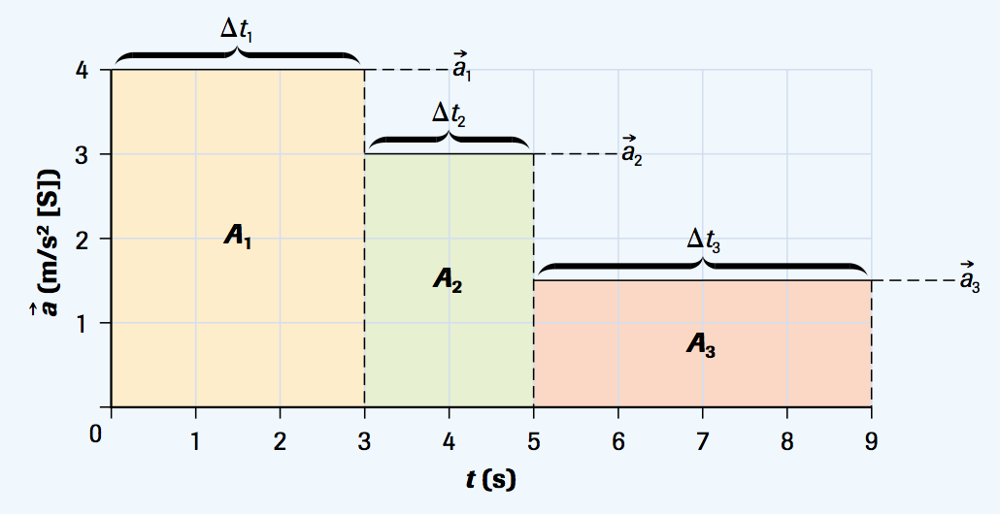 Δt₁
4
a⃗₁
Δt₂
3
a⃗₂
a⃗ (m/s² [S])
2
A₁
Δt₃
A₂
a⃗₃
1
A₃
0
1 2 3 4 5 6 7 8 9
t (s)